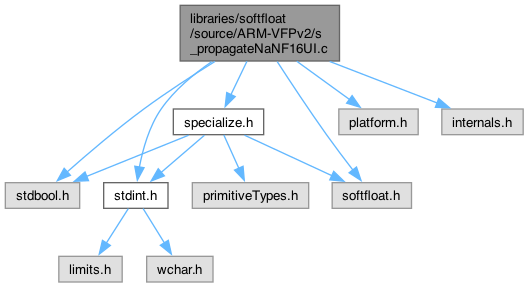 libraries/softfloat
/source/ARM-VFPv2/s
_propagateNaNF16UI.c
specialize.h
platform.h
internals.h
stdbool.h
stdint.h
primitiveTypes.h
softfloat.h
limits.h
wchar.h